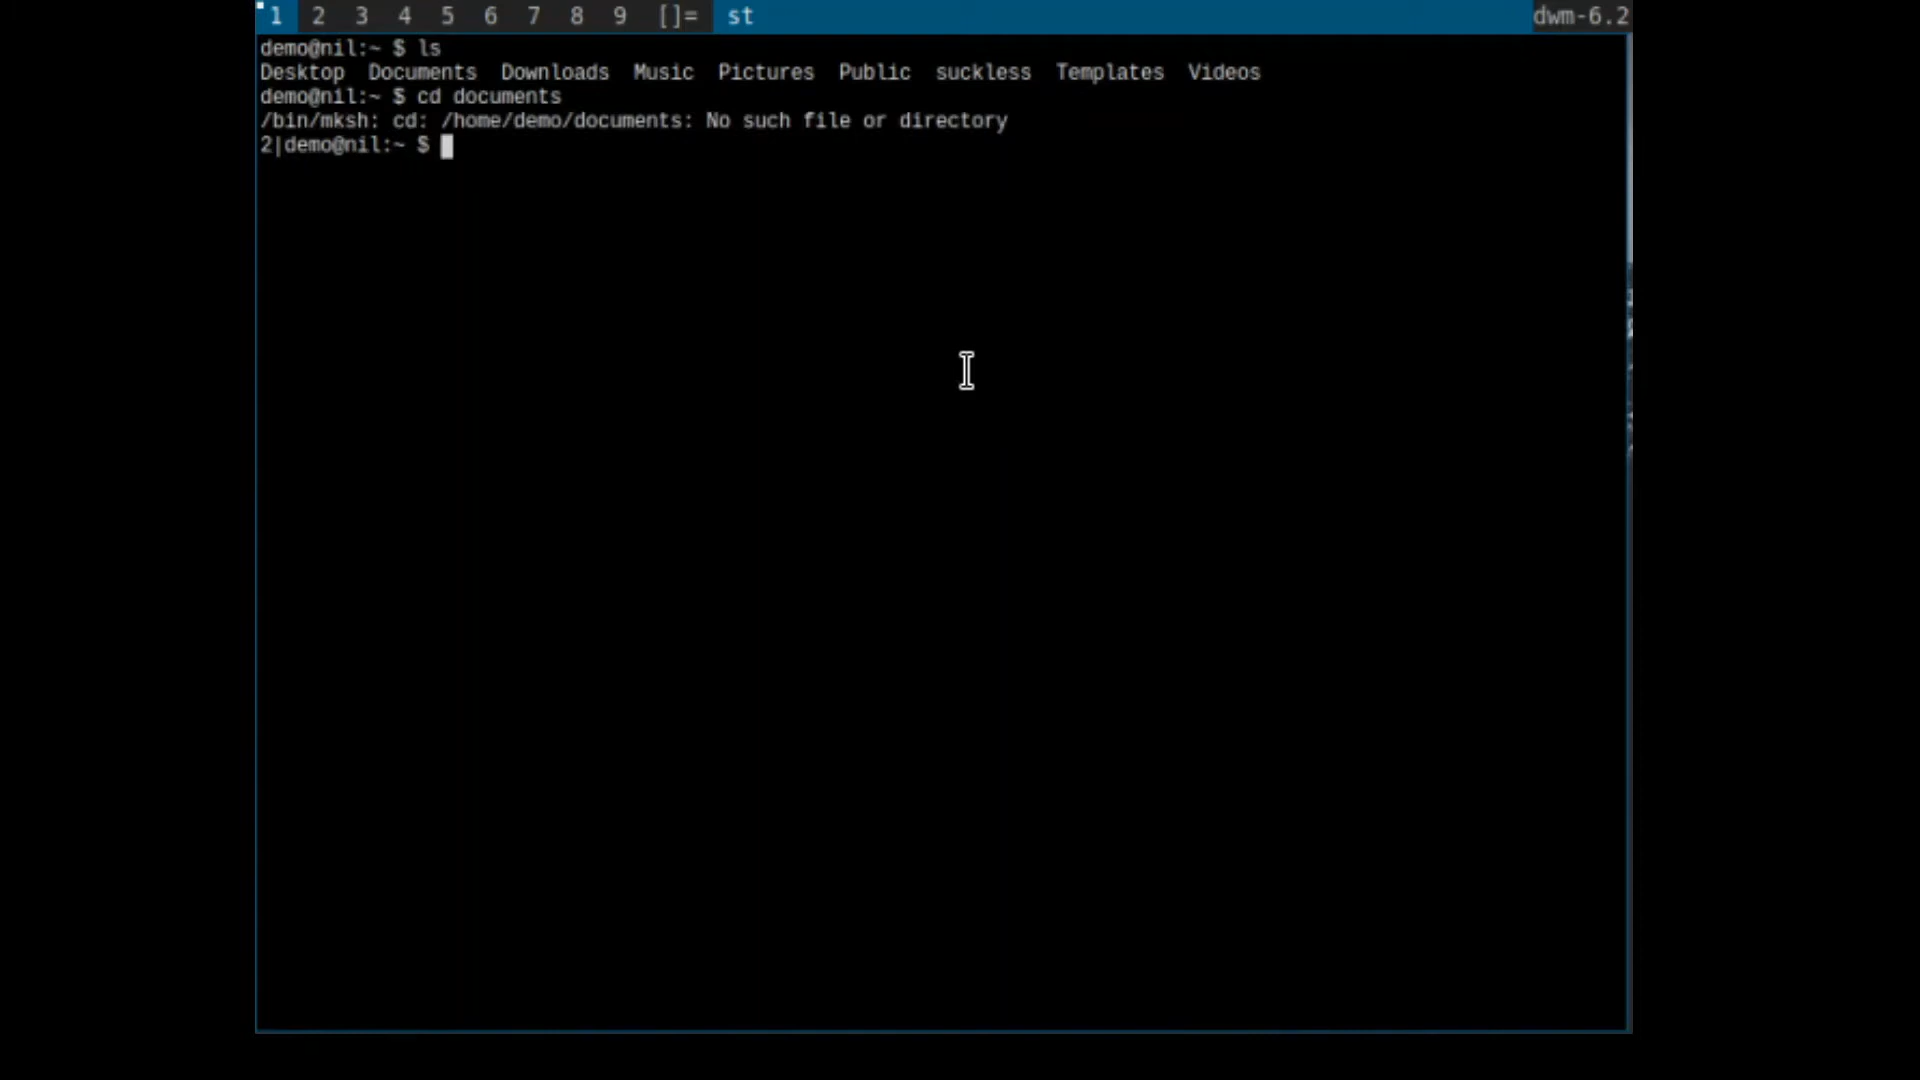 1 2 3 4 5 6 7 8 9 []= st dwm-6.2
demo@nil:~ $ ls
Desktop Documents Downloads Music Pictures Public suckless Templates Videos
demo@nil:~ $ cd documents
/bin/mksh: cd: /home/demo/documents: No such file or directory
2|demo@nil:~ $